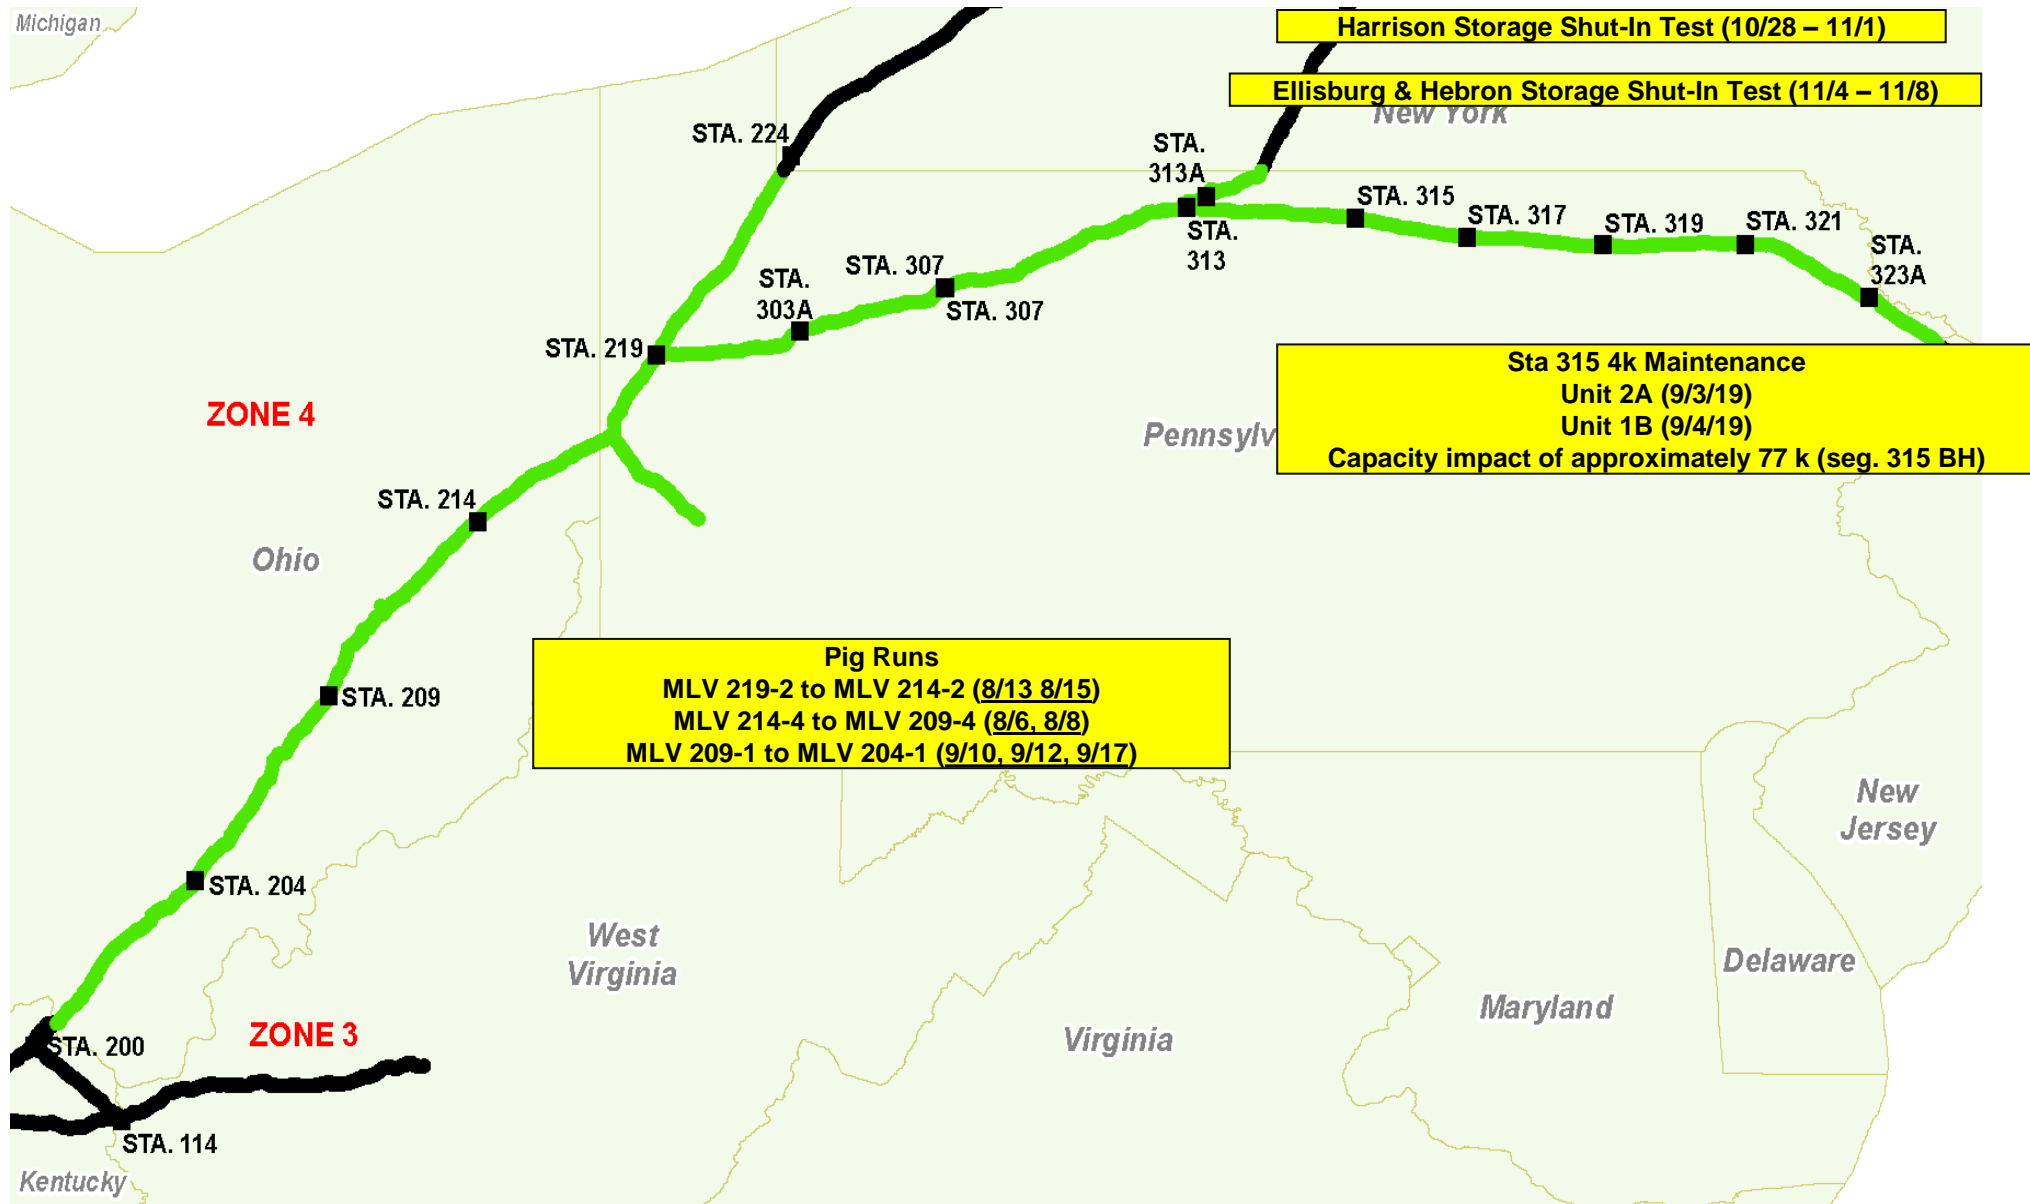 Michigan
Harrison Storage Shut-In Test (10/28 – 11/1)
Ellisburg & Hebron Storage Shut-In Test (11/4 – 11/8)
New York
STA. 224
STA.
313A
STA. 315
STA. 317
STA. 319
STA. 321
STA.
323A
STA.
313
STA. 307
STA.
303A
STA. 307
STA. 219
Sta 315 4k Maintenance
Unit 2A (9/3/19)
Unit 1B (9/4/19)
Capacity impact of approximately 77 k (seg. 315 BH)
ZONE 4
Pennsylv
STA. 214
Ohio
Pig Runs
MLV 219-2 to MLV 214-2 (8/13 8/15)
MLV 214-4 to MLV 209-4 (8/6, 8/8)
MLV 209-1 to MLV 204-1 (9/10, 9/12, 9/17)
STA. 209
New
Jersey
STA. 204
West
Virginia
Delaware
Maryland
Virginia
ZONE 3
STA. 200
STA. 114
Kentucky